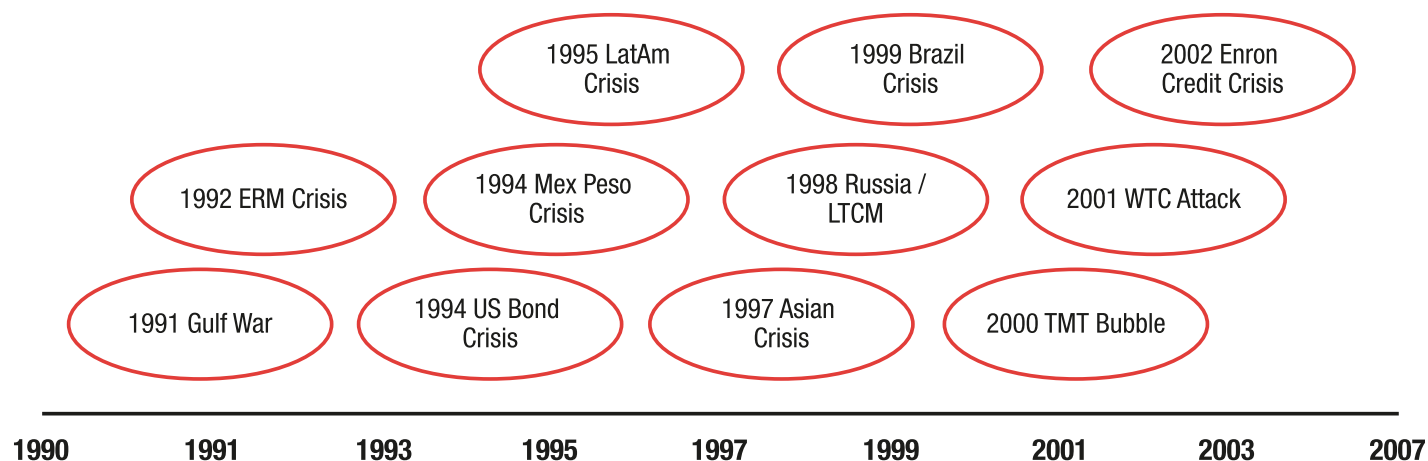 1995 LatAm
Crisis
1999 Brazil
Crisis
2002 Enron
Credit Crisis
1992 ERM Crisis
1994 Mex Peso
Crisis
1998 Russia /
LTCM
2001 WTC Attack
1991 Gulf War
1994 US Bond
Crisis
1997 Asian
Crisis
2000 TMT Bubble
1990 1991 1993 1995 1997 1999 2001 2003 2007